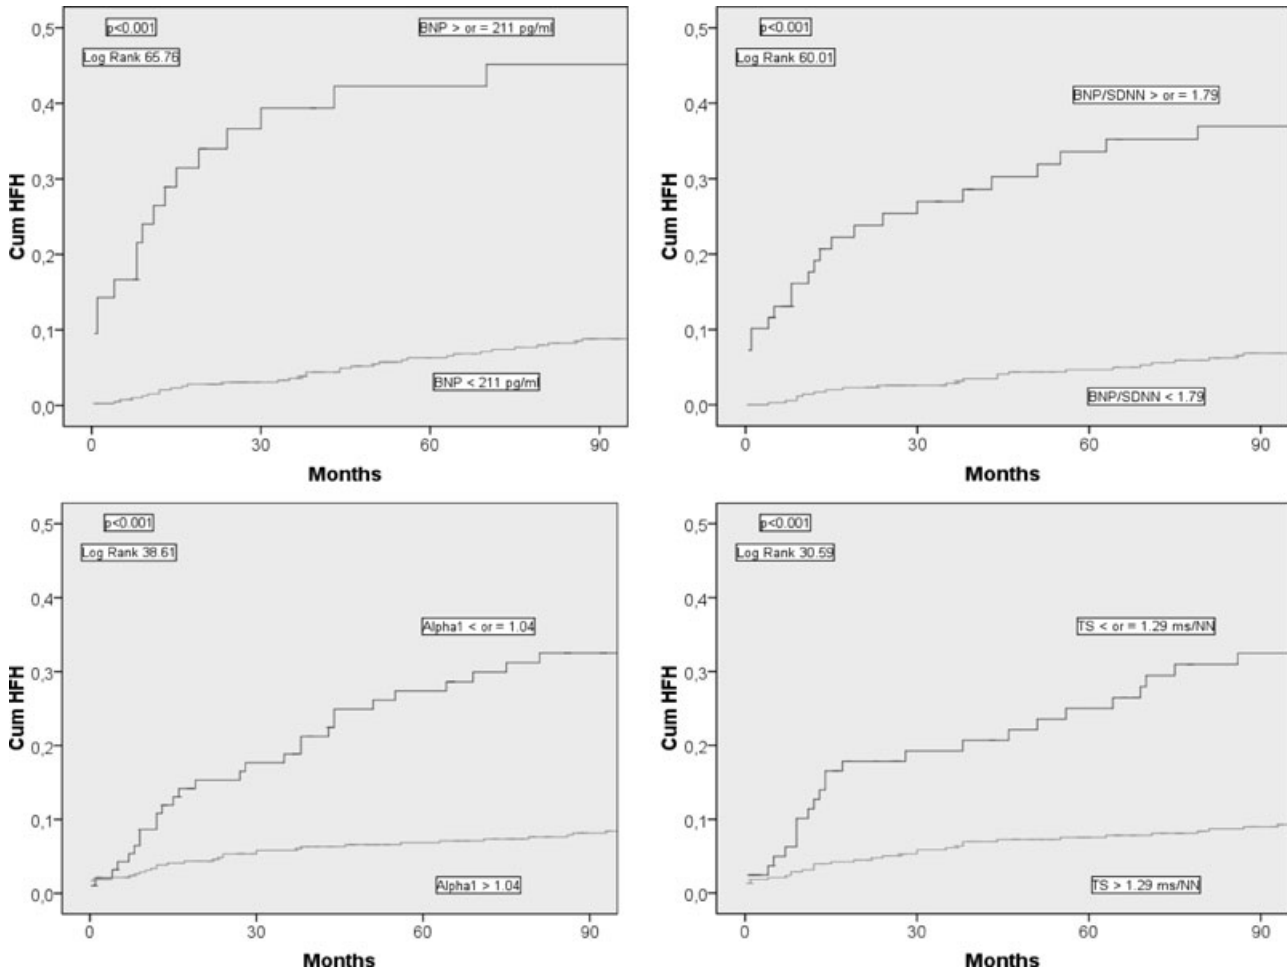 0,5
p<0.001
BNP > or = 211 pg/ml
Log Rank 65.76
0,4
0,3
Cum HFH
0,2
0,1
BNP < 211 pg/ml
0,0
0
30
60
90
Months
0,5
p<0.001
Log Rank 60.01
BNP/SDNN > or = 1.79
0,4
0,3
Cum HFH
0,2
0,1
BNP/SDNN < 1.79
0,0
0
30
60
90
Months
0,5
p<0.001
Log Rank 38.61
0,4
Alpha1 < or = 1.04
0,3
Cum HFH
0,2
0,1
Alpha1 > 1.04
0,0
0
30
60
90
Months
0,5
p<0.001
Log Rank 30.59
0,4
TS < or = 1.29 ms/NN
0,3
Cum HFH
0,2
0,1
TS > 1.29 ms/NN
0,0
0
30
60
90
Months